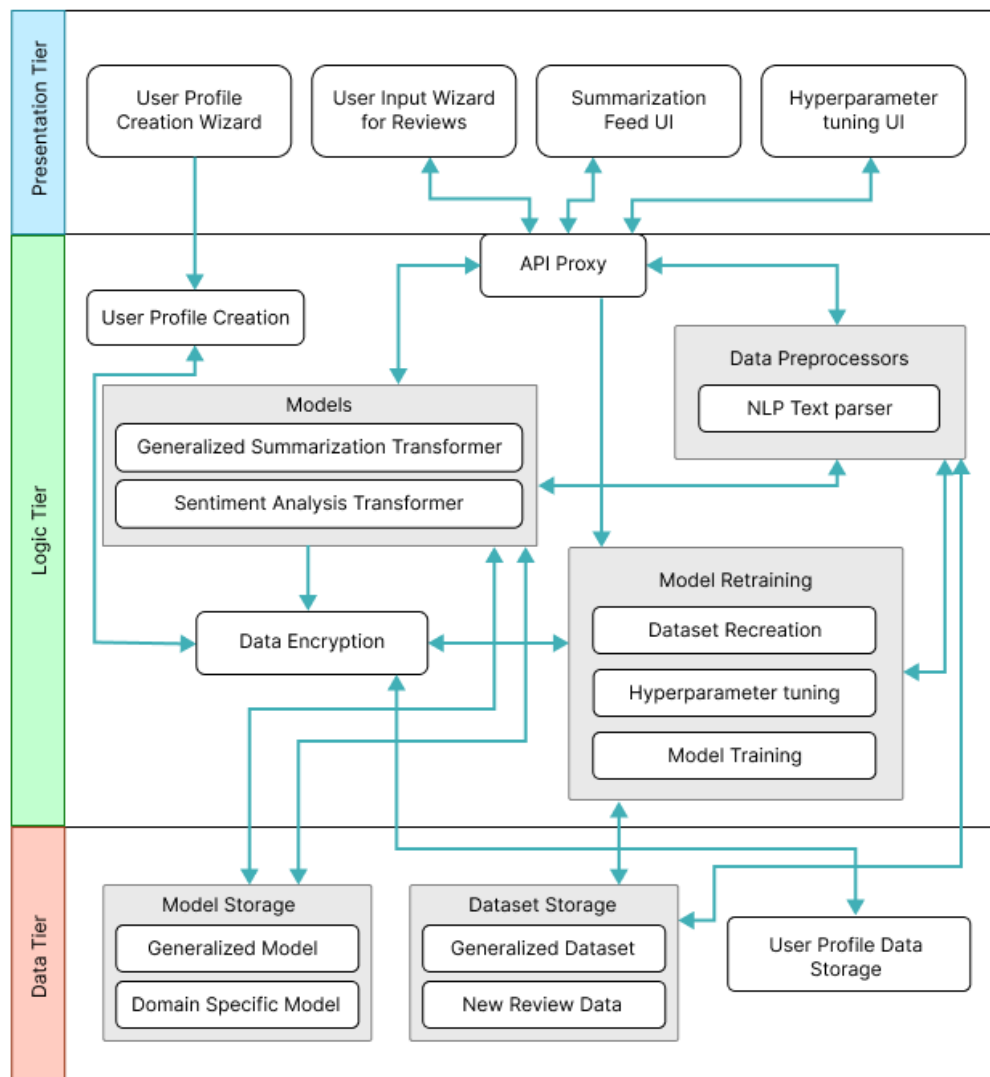 Presentation Tier
User Profile
Creation Wizard
User Input Wizard
for Reviews
Summarization
Feed UI
Hyperparameter
tuning UI
Logic Tier
API Proxy
User Profile Creation
Data Preprocessors
NLP Text parser
Models
Generalized Summarization Transformer
Sentiment Analysis Transformer
Model Retraining
Dataset Recreation
Hyperparameter tuning
Model Training
Data Encryption
Data Tier
Model Storage
Generalized Model
Domain Specific Model
Dataset Storage
Generalized Dataset
New Review Data
User Profile Data
Storage